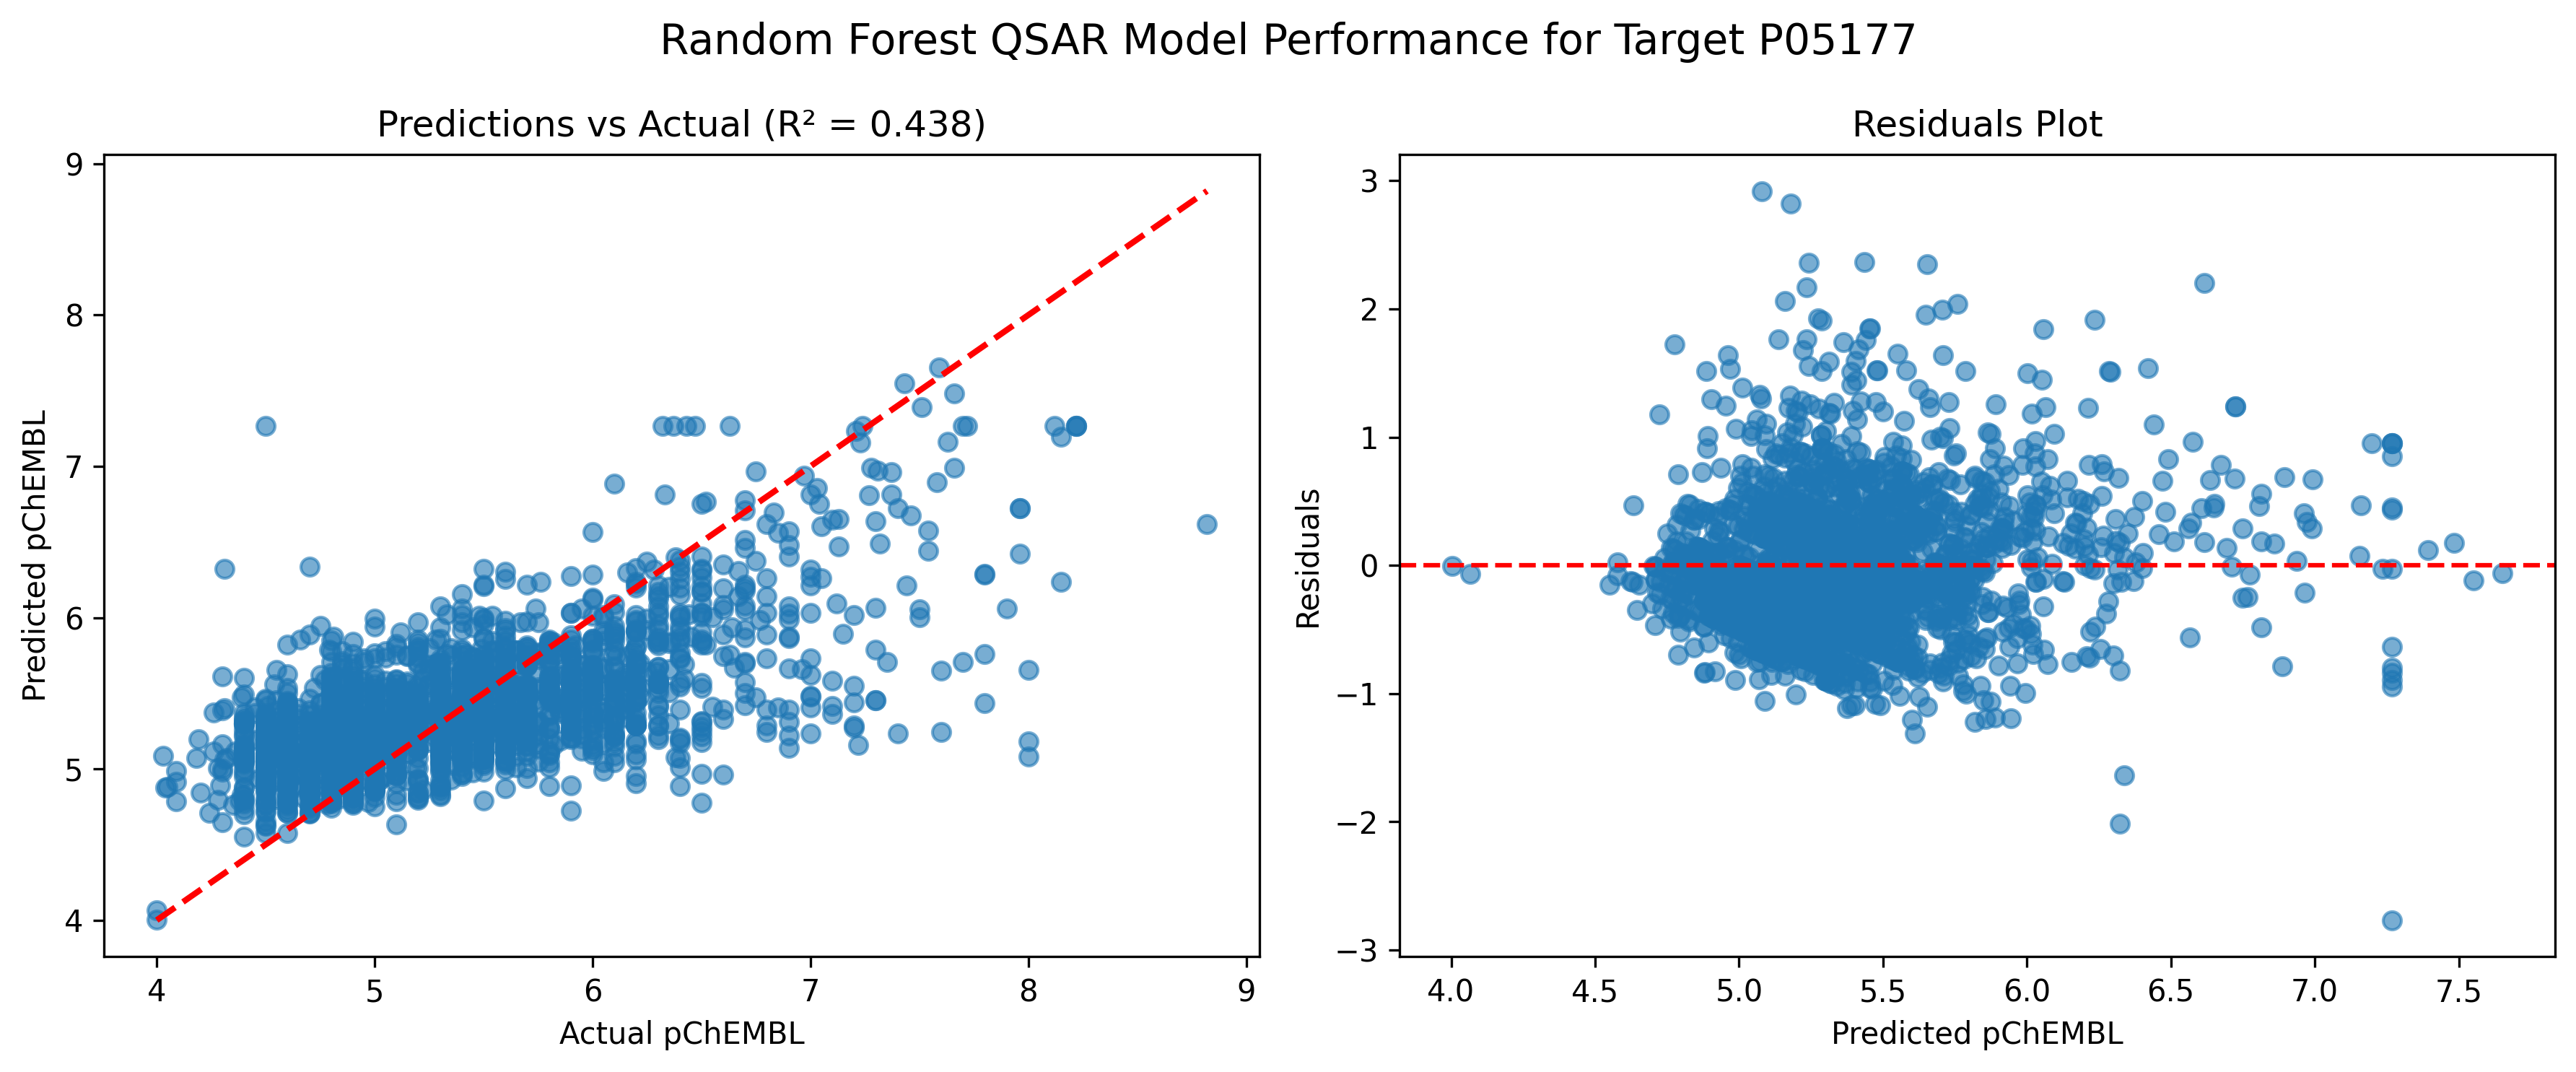 Random Forest QSAR Model Performance for Target P05177
Predictions vs Actual (R² = 0.438)
9
8
7
6
5
4
Predicted pChEMBL
4 5 6 7 8 9
Actual pChEMBL
Residuals Plot
3
2
1
0
−1
−2
−3
Residuals
4.0 4.5 5.0 5.5 6.0 6.5 7.0 7.5
Predicted pChEMBL